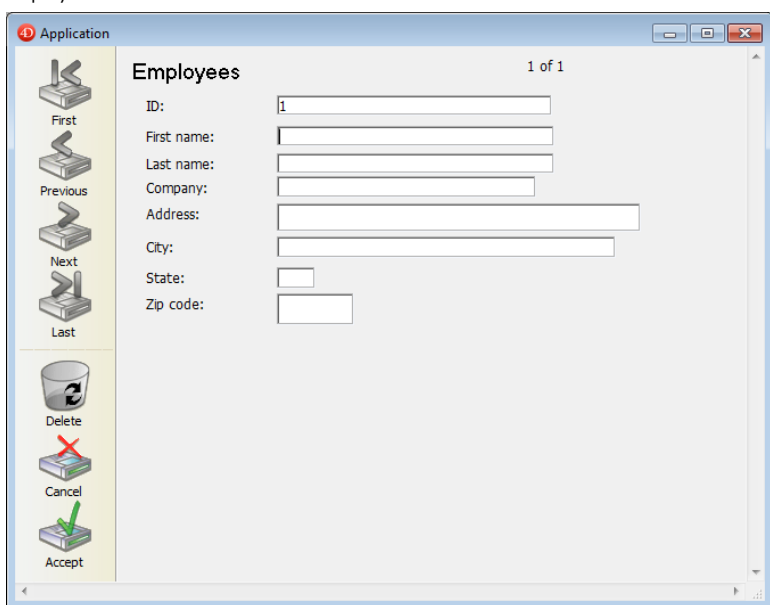 Application
First
Previous
Next
Last
Delete
Cancel
Accept
Employees
1 of 1
ID: 1
First name:
Last name:
Company:
Address:
City:
State:
Zip code: